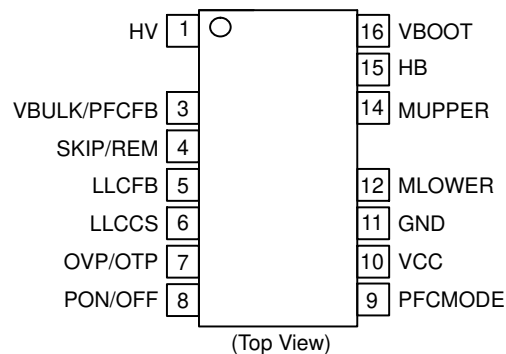 HV 1 16 VBOOT
15 HB
VBULK/PFCFB 3 14 MUPPER
SKIP/REM 4
LLCFB 5 12 MLOWER
LLCCS 6 11 GND
OVP/OTP 7 10 VCC
PON/OFF 8 9 PFCMODE
(Top View)